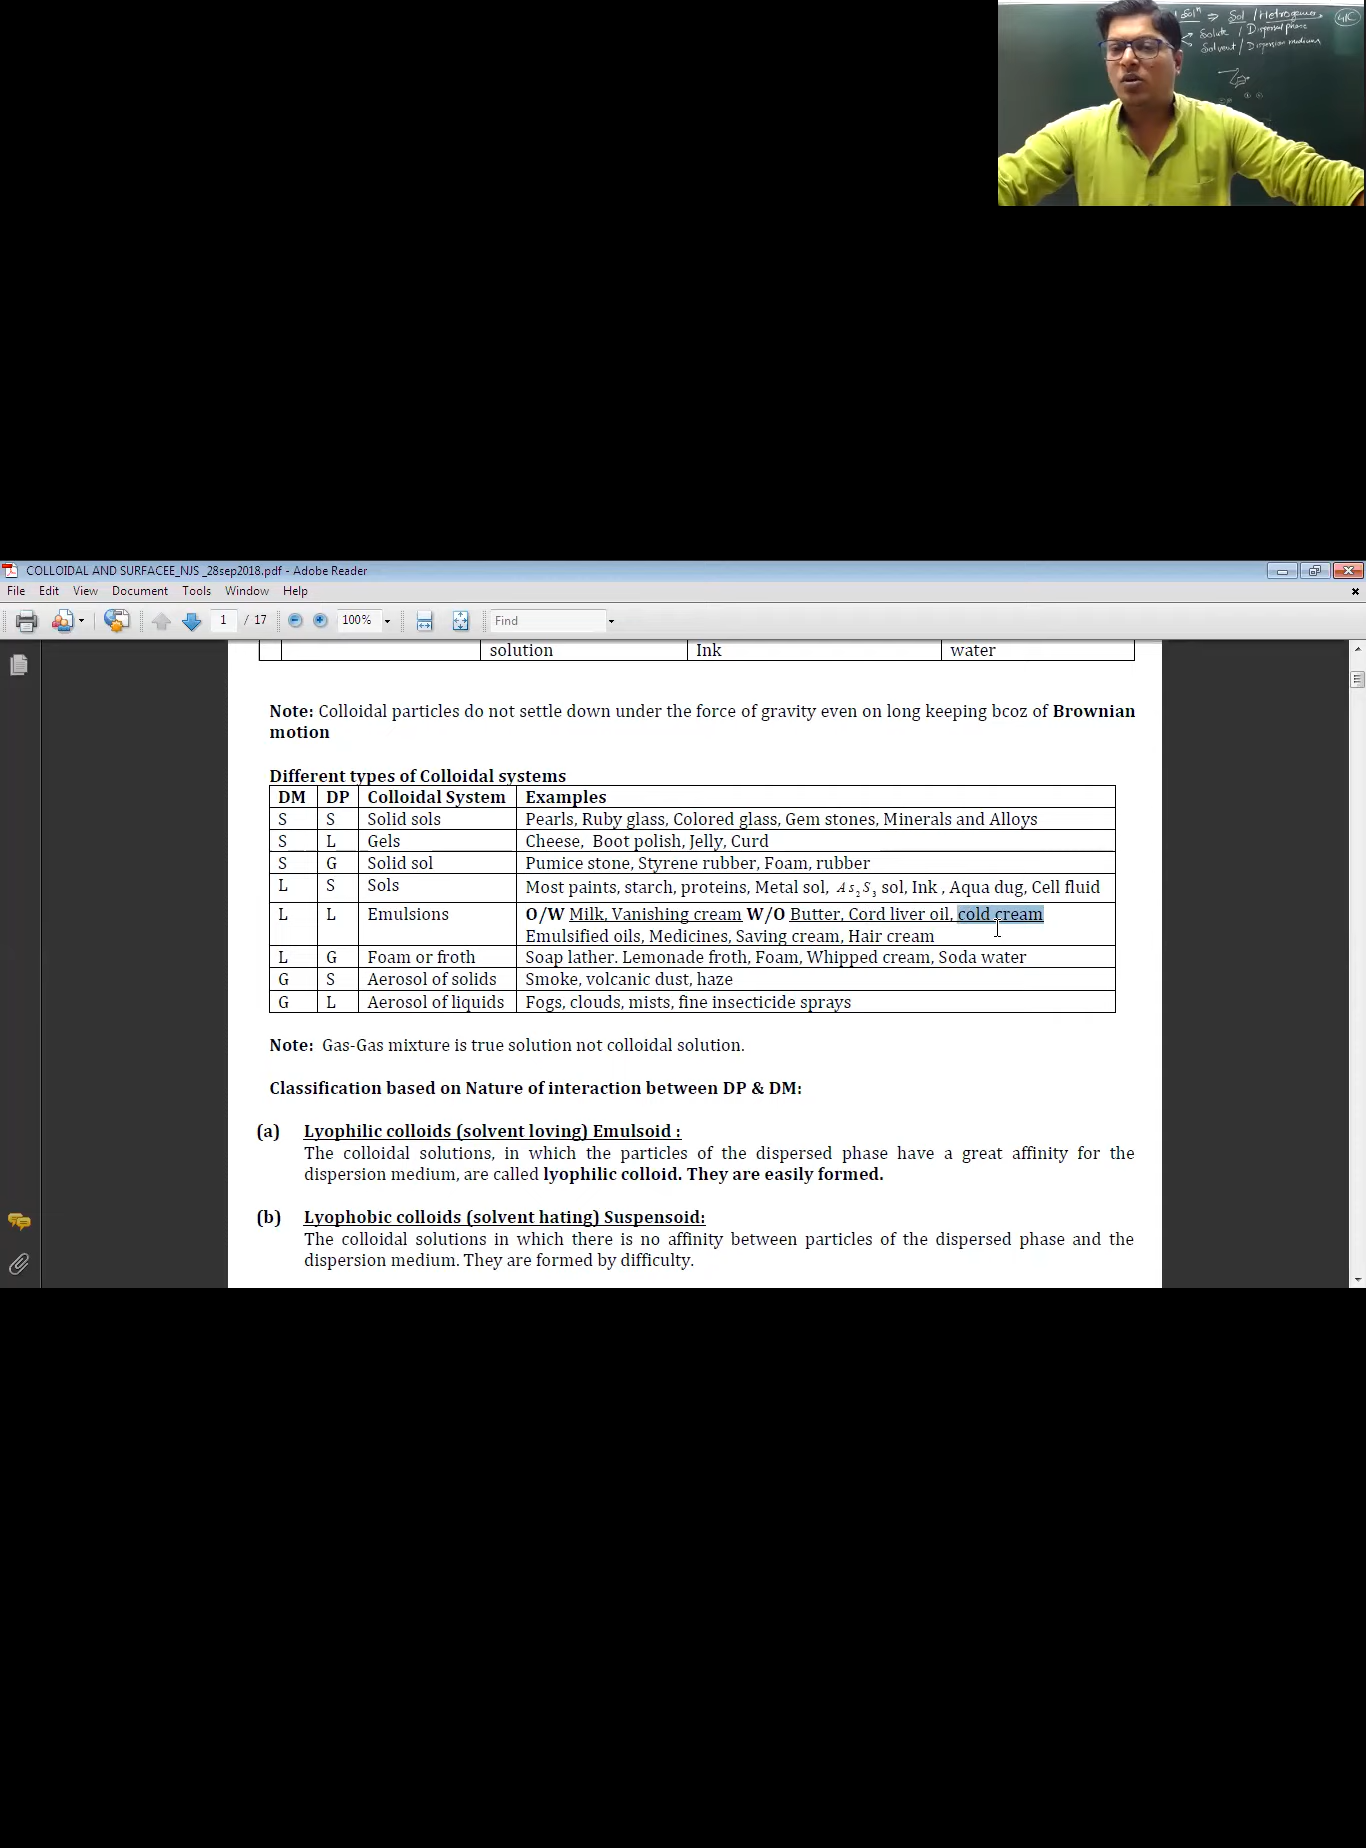 Solⁿ ⇒ Sol / Hetrogenous
Solute / Dispersed phase
Solvent / Dispersion medium
COLLOIDAL AND SURFACEE_NJS _28sep2018.pdf - Adobe Reader
File Edit View Document Tools Window Help
1 / 17 100% Find
solution Ink water
Note: Colloidal particles do not settle down under the force of gravity even on long keeping bcoz of Brownian
motion
Different types of Colloidal systems
DM DP Colloidal System Examples
S S Solid sols Pearls, Ruby glass, Colored glass, Gem stones, Minerals and Alloys
S L Gels Cheese, Boot polish, Jelly, Curd
S G Solid sol Pumice stone, Styrene rubber, Foam, rubber
L S Sols Most paints, starch, proteins, Metal sol, As₂S₃ sol, Ink , Aqua dug, Cell fluid
L L Emulsions O/W Milk, Vanishing cream W/O Butter, Cord liver oil, cold cream
Emulsified oils, Medicines, Saving cream, Hair cream
L G Foam or froth Soap lather. Lemonade froth, Foam, Whipped cream, Soda water
G S Aerosol of solids Smoke, volcanic dust, haze
G L Aerosol of liquids Fogs, clouds, mists, fine insecticide sprays
Note: Gas-Gas mixture is true solution not colloidal solution.
Classification based on Nature of interaction between DP & DM:
(a) Lyophilic colloids (solvent loving) Emulsoid :
The colloidal solutions, in which the particles of the dispersed phase have a great affinity for the
dispersion medium, are called lyophilic colloid. They are easily formed.
(b) Lyophobic colloids (solvent hating) Suspensoid:
The colloidal solutions in which there is no affinity between particles of the dispersed phase and the
dispersion medium. They are formed by difficulty.